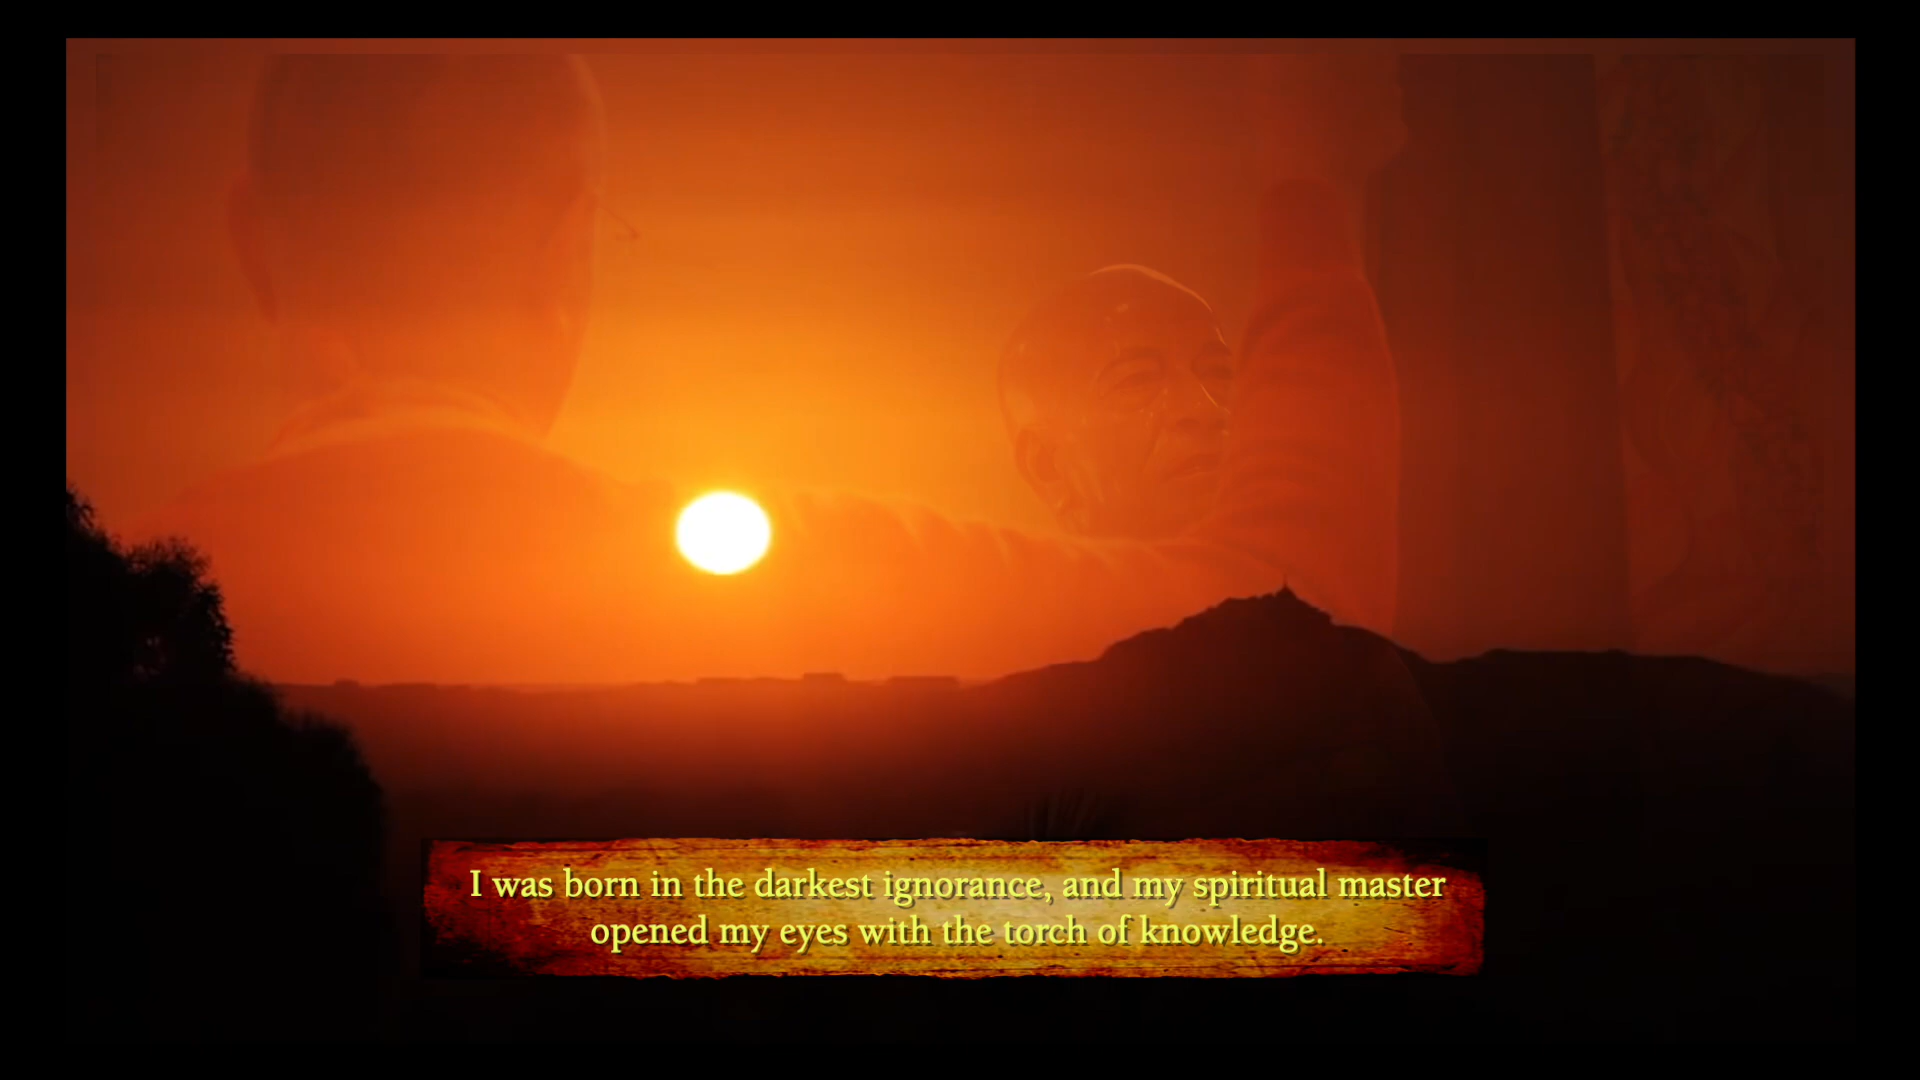 I was born in the darkest ignorance, and my spiritual master
opened my eyes with the torch of knowledge.